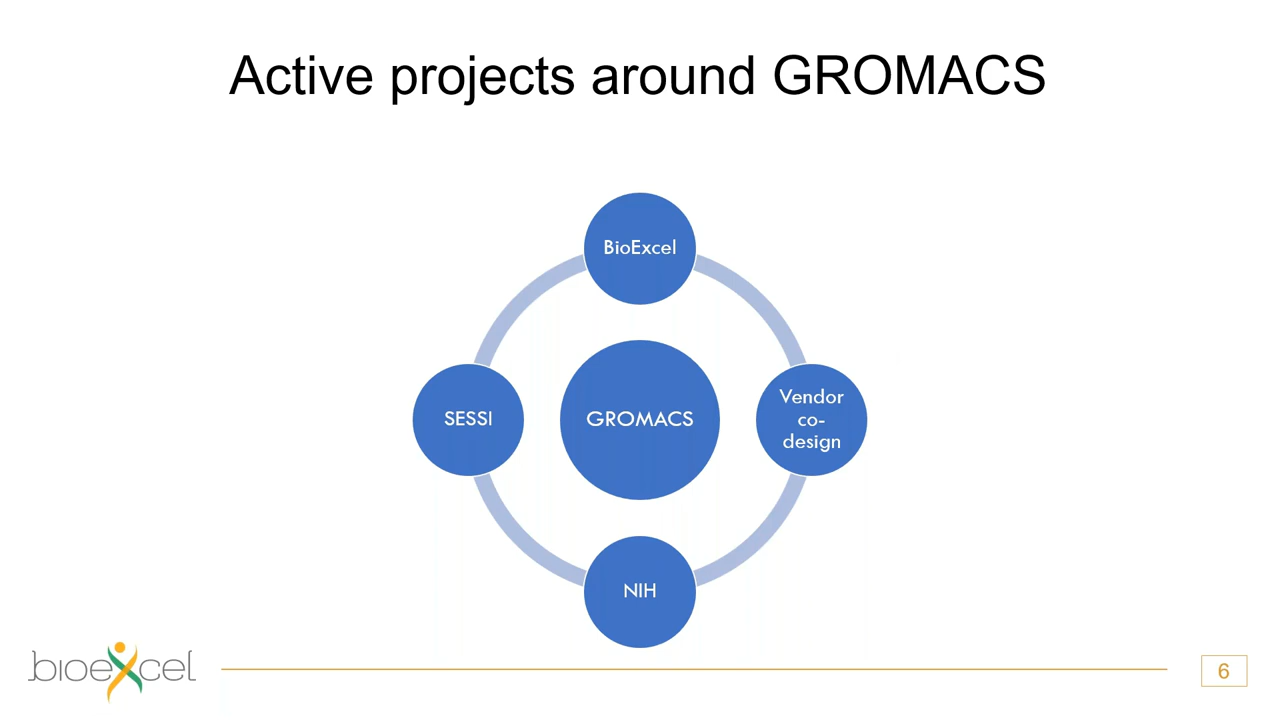 Active projects around GROMACS
BioExcel
SESSI
GROMACS
Vendor
co-
design
NIH
bioexcel
6